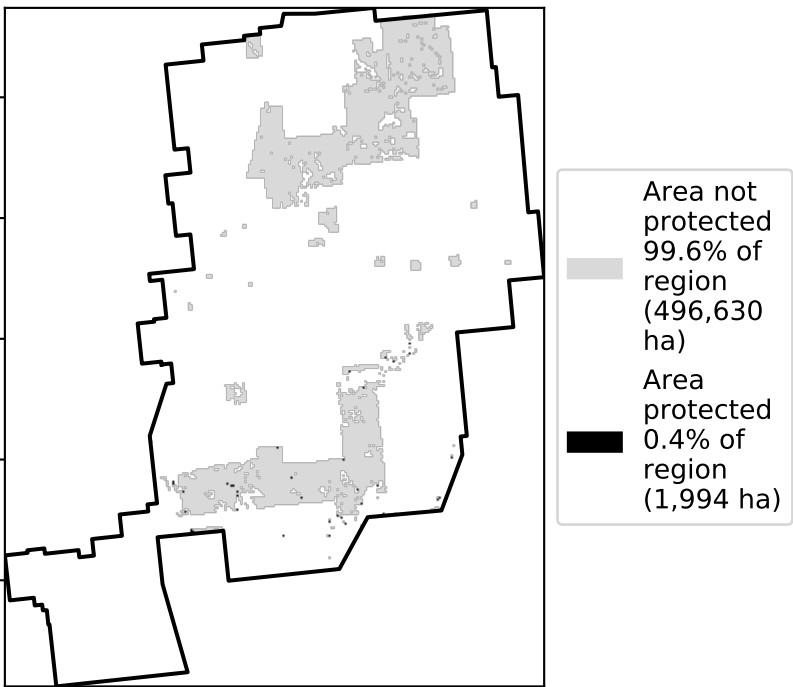 Area not
protected
99.6% of
region
(496,630
ha)
Area
protected
0.4% of
region
(1,994 ha)